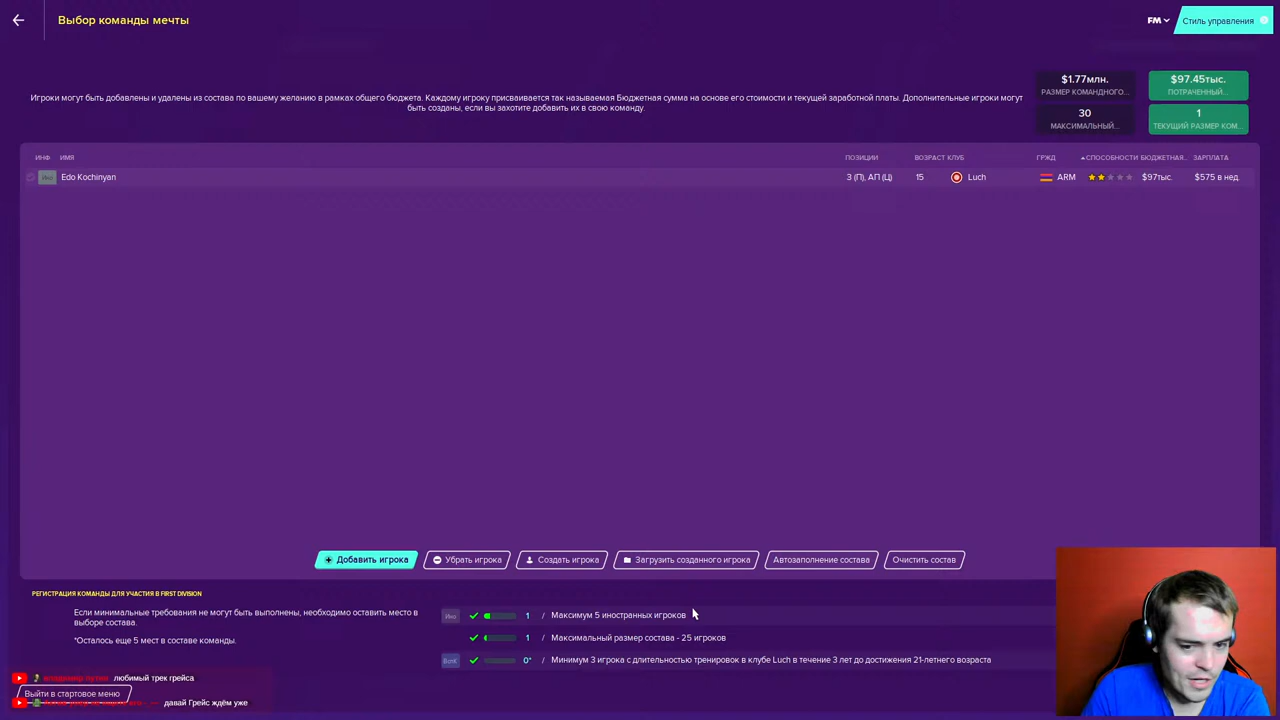 Выбор команды мечты
FM
Стиль управления
Игроки могут быть добавлены и удалены из состава по вашему желанию в рамках общего бюджета. Каждому игроку присваивается так называемая Бюджетная сумма на основе его стоимости и текущей заработной платы. Дополнительные игроки могут
быть созданы, если вы захотите добавить их в свою команду.
$1.77млн.
РАЗМЕР КОМАНДНОГО...
$97.45тыс.
ПОТРАЧЕННЫЙ...
30
МАКСИМАЛЬНЫЙ...
1
ТЕКУЩИЙ РАЗМЕР КОМ...
ИНФ ИМЯ ПОЗИЦИИ ВОЗРАСТ КЛУБ ГРЖД СПОСОБНОСТИ БЮДЖЕТНАЯ... ЗАРПЛАТА
Ино Edo Kochinyan З (П), АП (Ц) 15 Luch ARM $97тыс. $575 в нед.
Добавить игрока Убрать игрока Создать игрока Загрузить созданного игрока Автозаполнение состава Очистить состав
РЕГИСТРАЦИЯ КОМАНДЫ ДЛЯ УЧАСТИЯ В FIRST DIVISION
Если минимальные требования не могут быть выполнены, необходимо оставить место в
выборе состава.
*Осталось еще 5 мест в составе команды.
Ино 1 / Максимум 5 иностранных игроков
1 / Максимальный размер состава - 25 игроков
ВспК 0* / Минимум 3 игрока с длительностью тренировок в клубе Luch в течение 3 лет до достижения 21-летнего возраста
любимый трек грейса
Выйти в стартовое меню
давай Грейс ждём уже